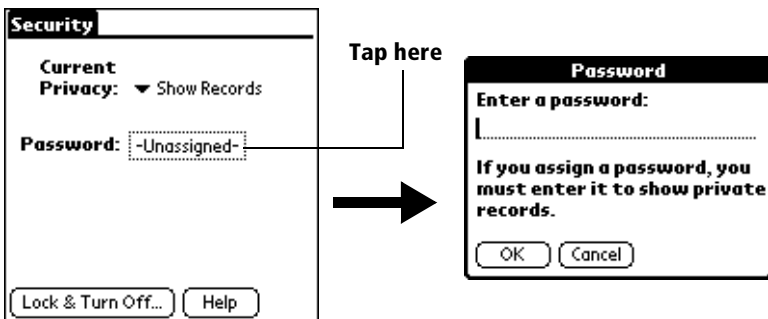 Security
Current
Privacy: Show Records
Password: -Unassigned-
Lock & Turn Off...
Help
Tap here
Password
Enter a password:
If you assign a password, you
must enter it to show private
records.
OK
Cancel